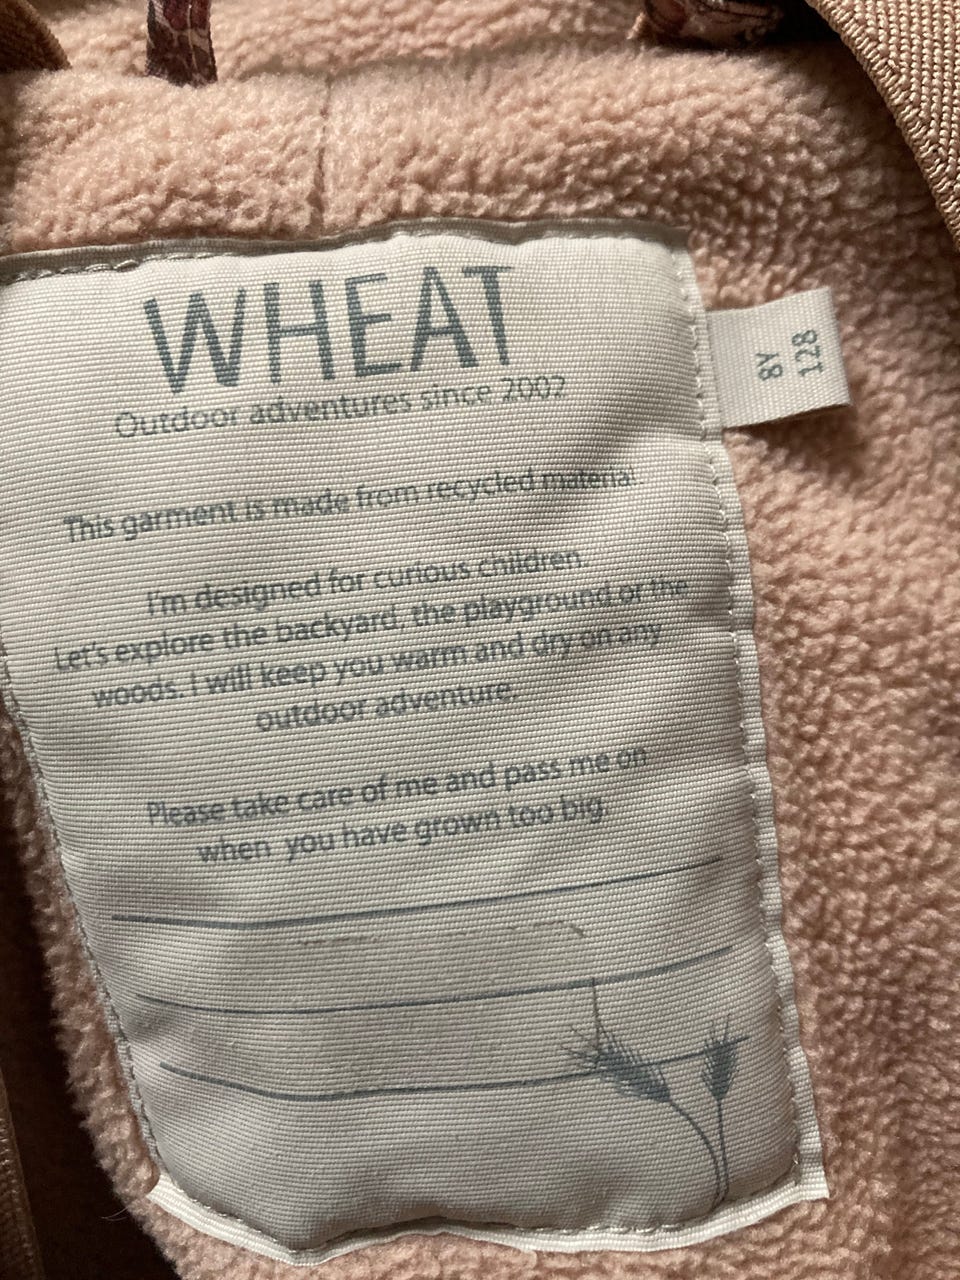 WHEAT
Outdoor adventures since 2002
This garment is made from recycled material
I'm designed for curious children.
Let's explore the backyard, the playground or the
woods. I will keep you warm and dry on any
outdoor adventure.
Please take care of me and pass me on
when you have grown too big.
8Y
128